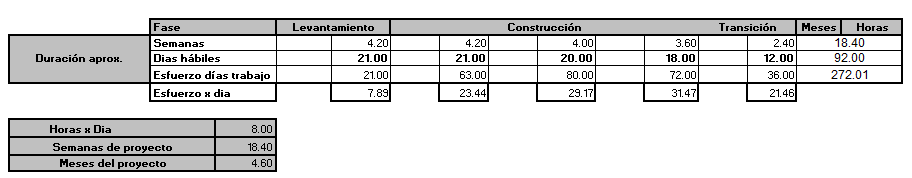 Fase Levantamiento Construcción Transición Meses Horas
Duración aprox.
Semanas 4.20 4.20 4.00 3.60 2.40 18.40
Días hábiles 21.00 21.00 20.00 18.00 12.00 92.00
Esfuerzo días trabajo 21.00 63.00 80.00 72.00 36.00 272.01
Esfuerzo x dia 7.89 23.44 29.17 31.47 21.46
Horas x Dia 8.00
Semanas de proyecto 18.40
Meses del proyecto 4.60